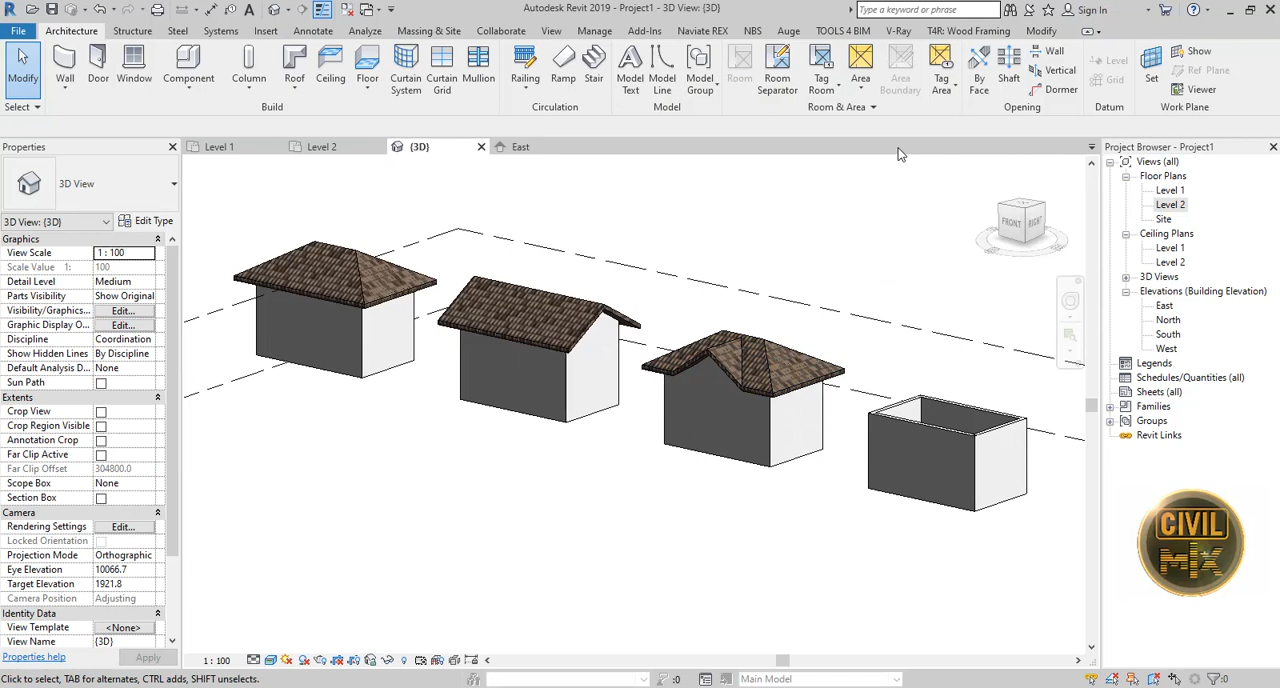 Autodesk Revit 2019 - Project1 - 3D View: {3D}
Type a keyword or phrase
Sign In
File Architecture Structure Steel Systems Insert Annotate Analyze Massing & Site Collaborate View Manage Add-Ins Naviate REX NBS Auge TOOLS 4 BIM V-Ray T4R: Wood Framing Modify
Modify
Wall
Door
Window
Component
Column
Roof
Ceiling
Floor
Curtain System
Curtain Grid
Mullion
Railing
Ramp
Stair
Model Text
Model Line
Model Group
Room
Room Separator
Tag Room
Area
Area Boundary
Tag Area
By Face
Shaft
Wall
Vertical
Dormer
Level
Grid
Set
Show
Ref Plane
Viewer
Select
Build
Circulation
Model
Room & Area
Opening
Datum
Work Plane
Properties
3D View
3D View: {3D}
Edit Type
Graphics
View Scale 1 : 100
Scale Value 1: 100
Detail Level Medium
Parts Visibility Show Original
Visibility/Graphics... Edit...
Graphic Display O... Edit...
Discipline Coordination
Show Hidden Lines By Discipline
Default Analysis D... None
Sun Path
Extents
Crop View
Crop Region Visible
Annotation Crop
Far Clip Active
Far Clip Offset 304800.0
Scope Box None
Section Box
Camera
Rendering Settings Edit...
Locked Orientation
Projection Mode Orthographic
Eye Elevation 10066.7
Target Elevation 1921.8
Camera Position Adjusting
Identity Data
View Template <None>
View Name {3D}
Properties help
Apply
Level 1
Level 2
{3D}
East
FRONT
RIGHT
Project Browser - Project1
Views (all)
Floor Plans
Level 1
Level 2
Site
Ceiling Plans
Level 1
Level 2
3D Views
Elevations (Building Elevation)
East
North
South
West
Legends
Schedules/Quantities (all)
Sheets (all)
Families
Groups
Revit Links
CIVIL
MIX
1 : 100
Click to select, TAB for alternates, CTRL adds, SHIFT unselects.
:0
Main Model
:0